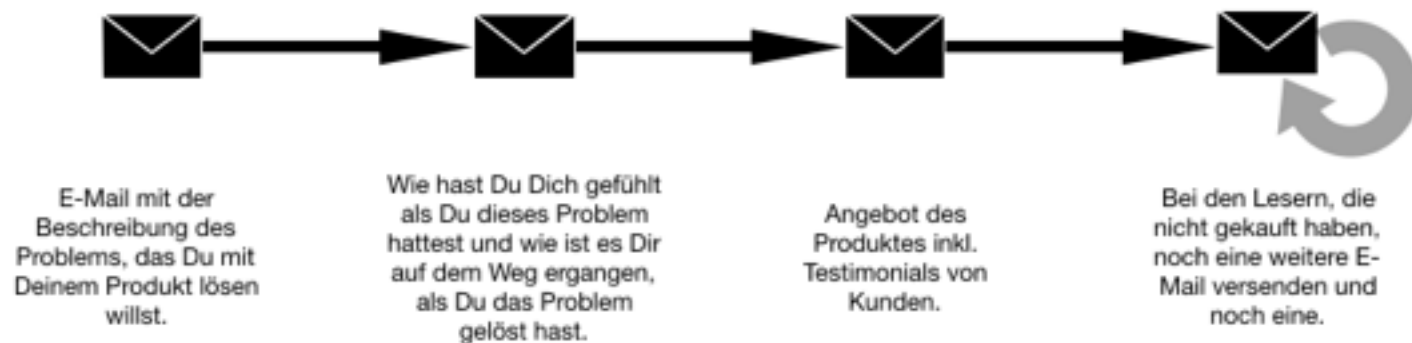 E-Mail mit der
Beschreibung des
Problems, das Du mit
Deinem Produkt lösen
willst.
Wie hast Du Dich gefühlt
als Du dieses Problem
hattest und wie ist es Dir
auf dem Weg ergangen,
als Du das Problem
gelöst hast.
Angebot des
Produktes inkl.
Testimonials von
Kunden.
Bei den Lesern, die
nicht gekauft haben,
noch eine weitere E-
Mail versenden und
noch eine.